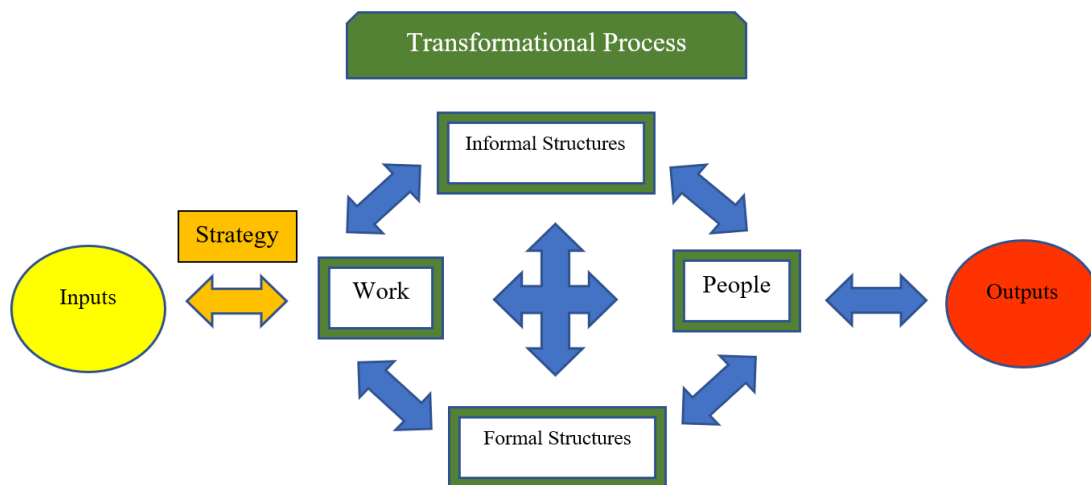 Transformational Process
Informal Structures
Strategy
Inputs
Work
People
Outputs
Formal Structures